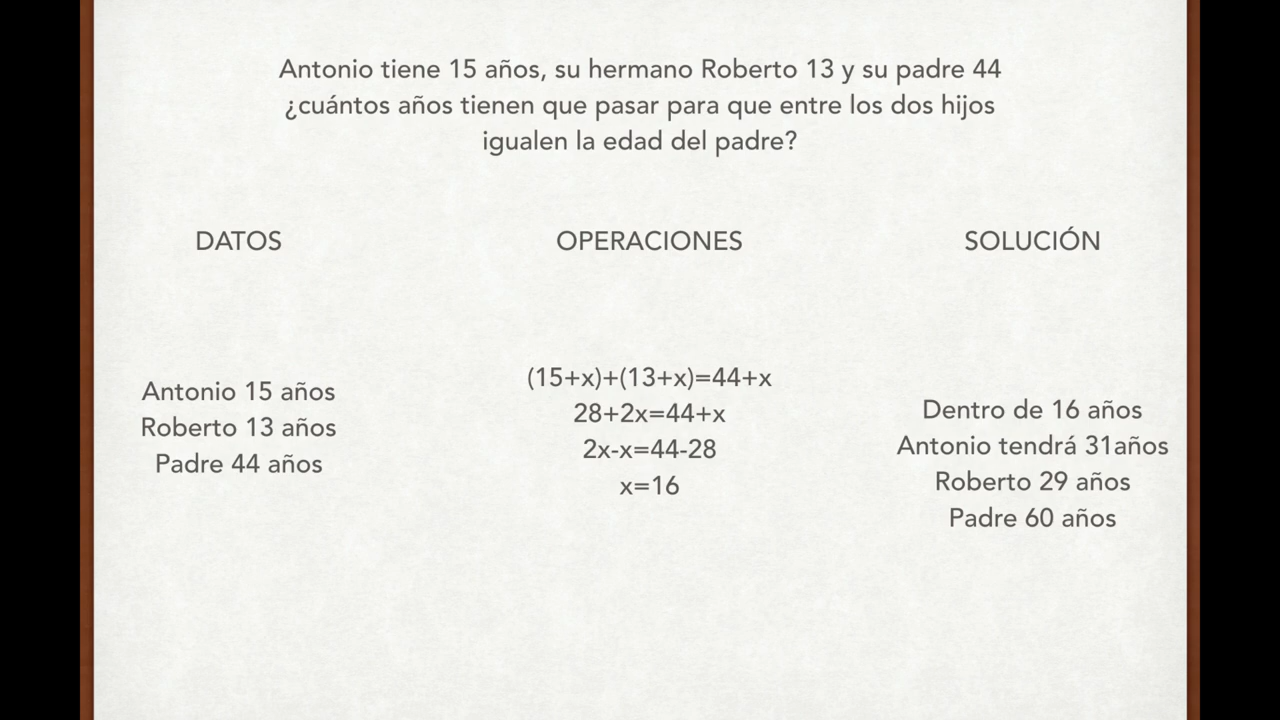 Antonio tiene 15 años, su hermano Roberto 13 y su padre 44
¿cuántos años tienen que pasar para que entre los dos hijos
igualen la edad del padre?
DATOS
OPERACIONES
SOLUCIÓN
Antonio 15 años
Roberto 13 años
Padre 44 años
(15+x)+(13+x)=44+x
28+2x=44+x
2x-x=44-28
x=16
Dentro de 16 años
Antonio tendrá 31años
Roberto 29 años
Padre 60 años